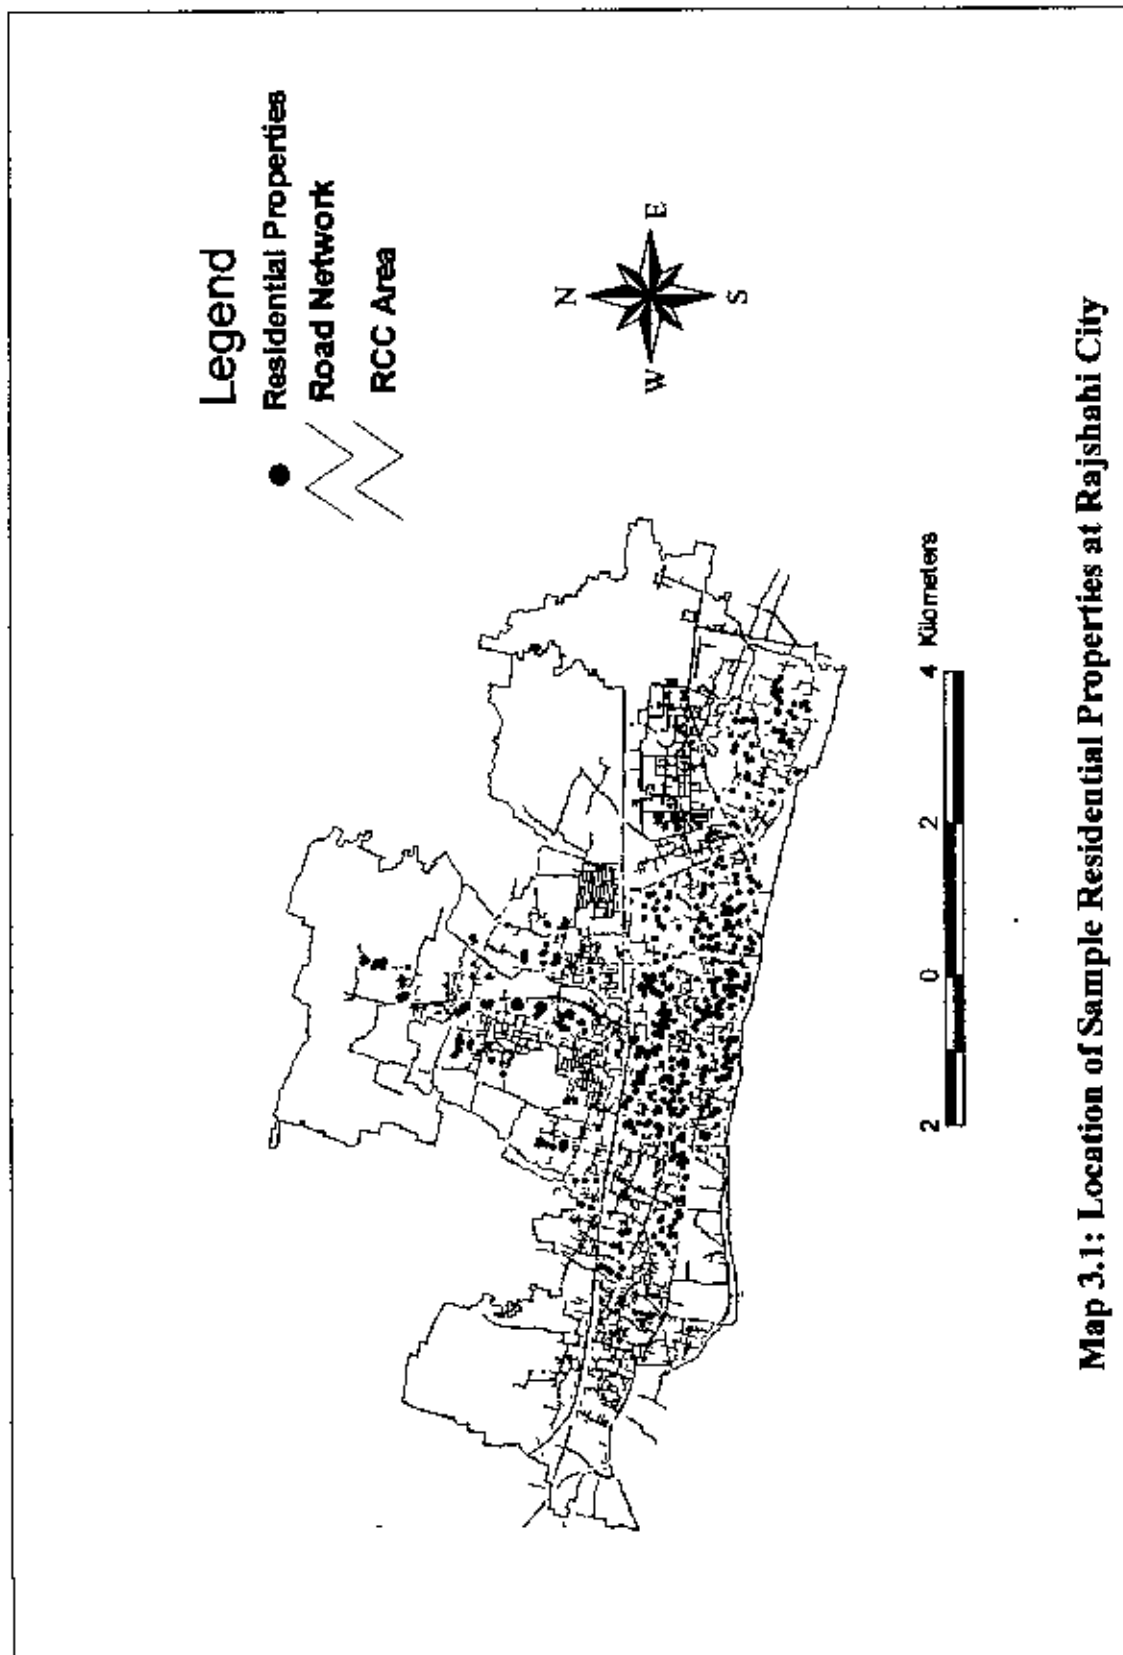 Legend
Residential Properties
Road Network
RCC Area
N
W
E
S
2 0 2 4 Kilometers
Map 3.1: Location of Sample Residential Properties at Rajshahi City